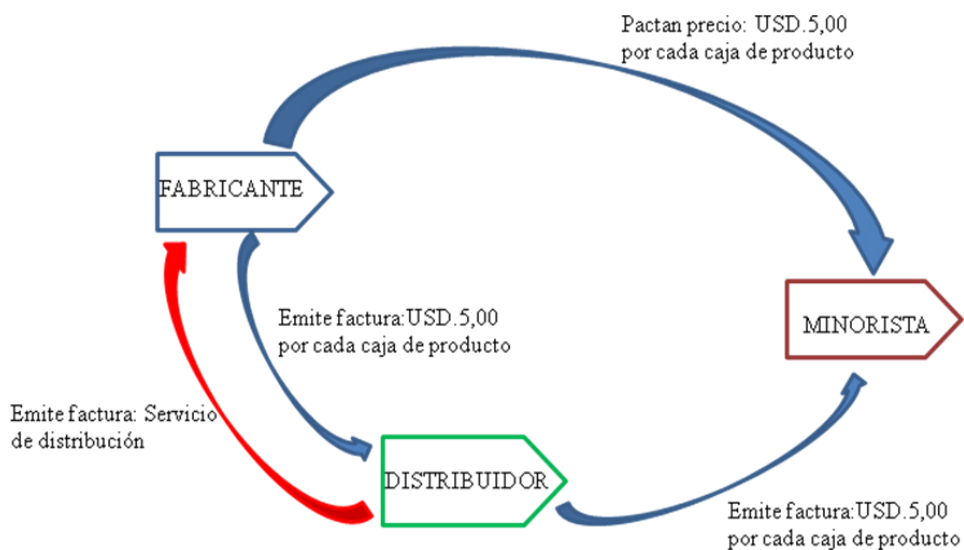 Pactan precio: USD.5,00
por cada caja de producto
FABRICANTE
Emite factura:USD.5,00
por cada caja de producto
MINORISTA
Emite factura: Servicio
de distribución
DISTRIBUIDOR
Emite factura:USD.5,00
por cada caja de producto